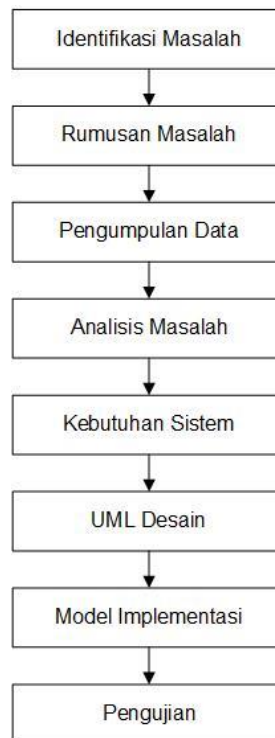 Identifikasi Masalah
Rumusan Masalah
Pengumpulan Data
Analisis Masalah
Kebutuhan Sistem
UML Desain
Model Implementasi
Pengujian